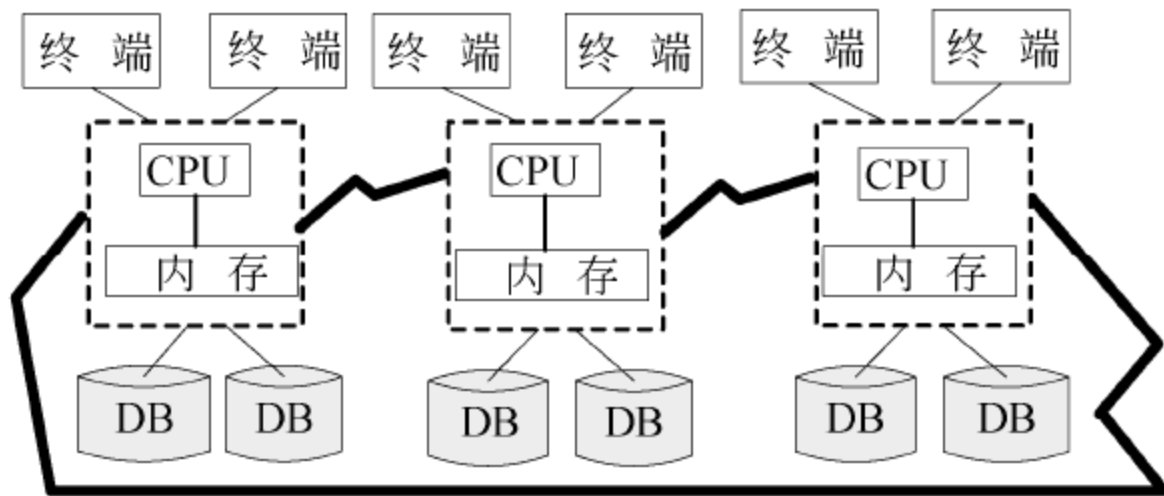 终 端 终 端 终 端 终 端 终 端 终 端
CPU CPU CPU
内 存 内 存 内 存
DB DB DB DB DB DB